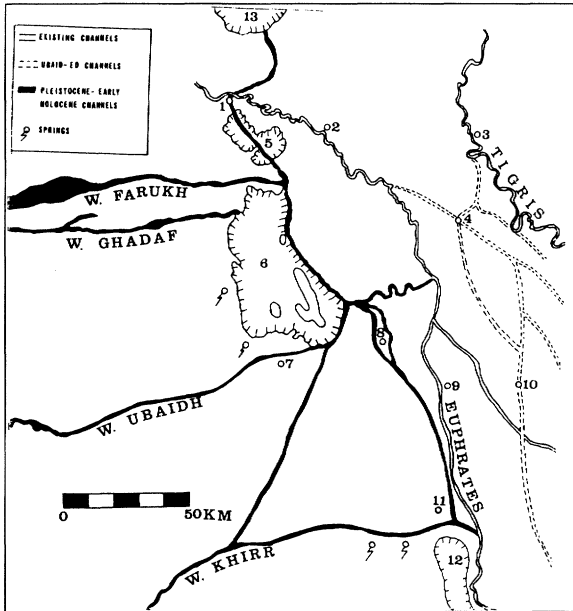 13
EXISTING CHANNELS
UBAID-ED CHANNELS
PLEISTOCENE-EARLY
HOLOCENE CHANNELS
SPRINGS
1
2
3
5
TIGRIS
W. FARUKH
W. GHADAF
4
6
8
7
9
10
W. UBAIDH
EUPHRATES
0 50KM
11
W. KHIRR
12